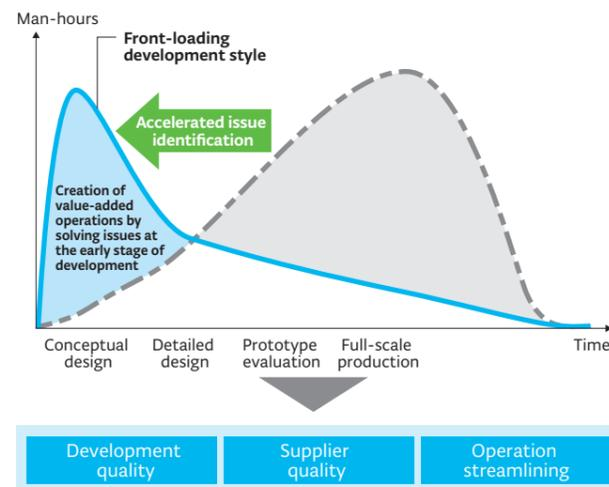 Man-hours
Front-loading
development style
Accelerated issue
identification
Creation of
value-added
operations by
solving issues at
the early stage of
development
Conceptual
design
Detailed
design
Prototype
evaluation
Full-scale
production
Time
Development
quality
Supplier
quality
Operation
streamlining